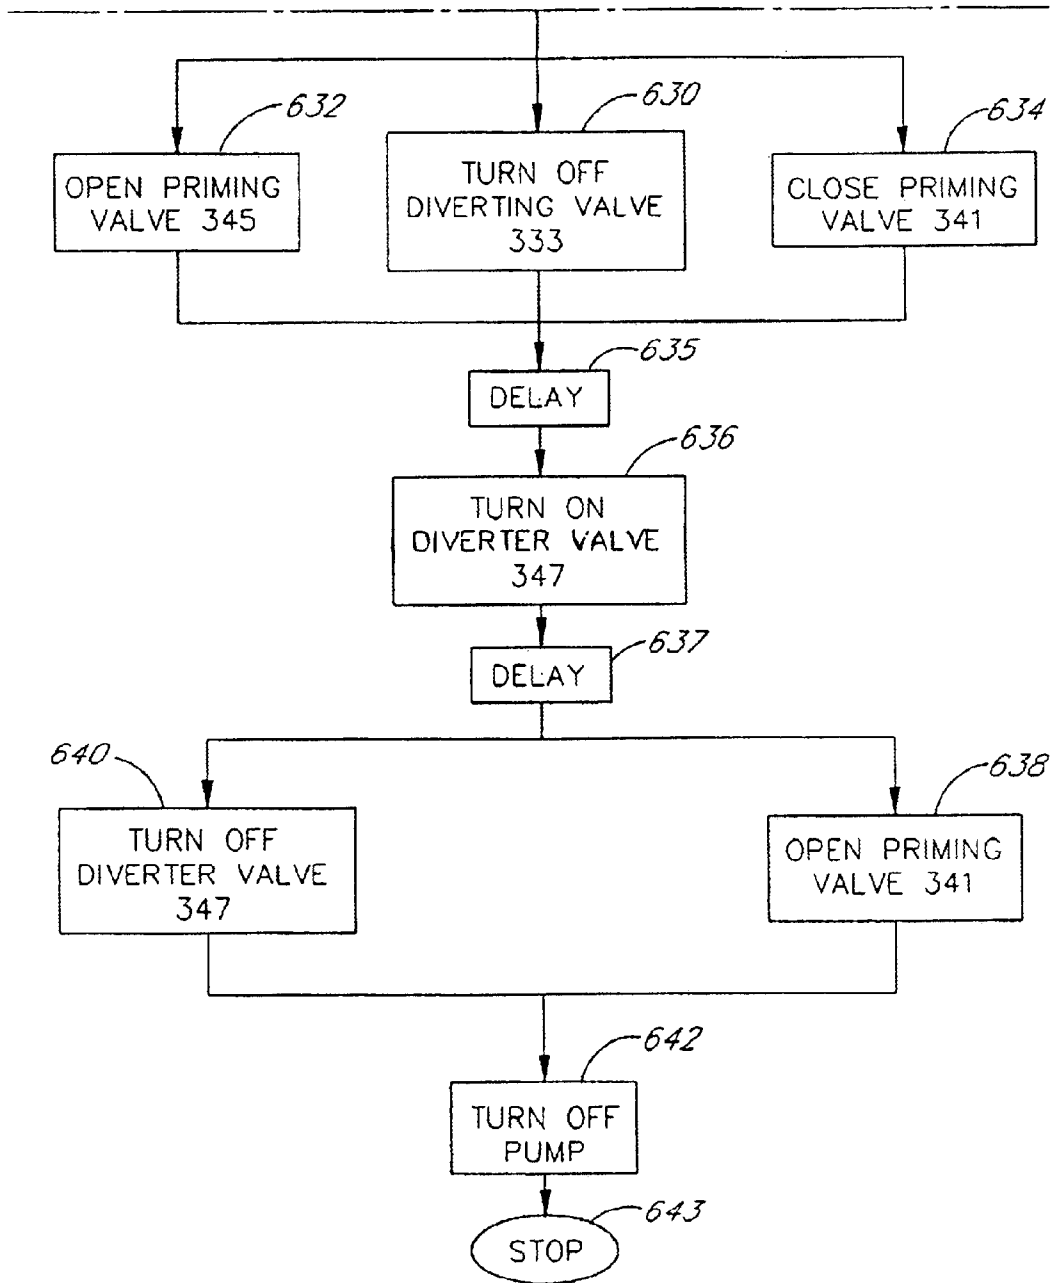 632
OPEN PRIMING
VALVE 345
630
TURN OFF
DIVERTING VALVE
333
634
CLOSE PRIMING
VALVE 341
635
DELAY
636
TURN ON
DIVERTER VALVE
347
637
DELAY
640
TURN OFF
DIVERTER VALVE
347
638
OPEN PRIMING
VALVE 341
642
TURN OFF
PUMP
643
STOP